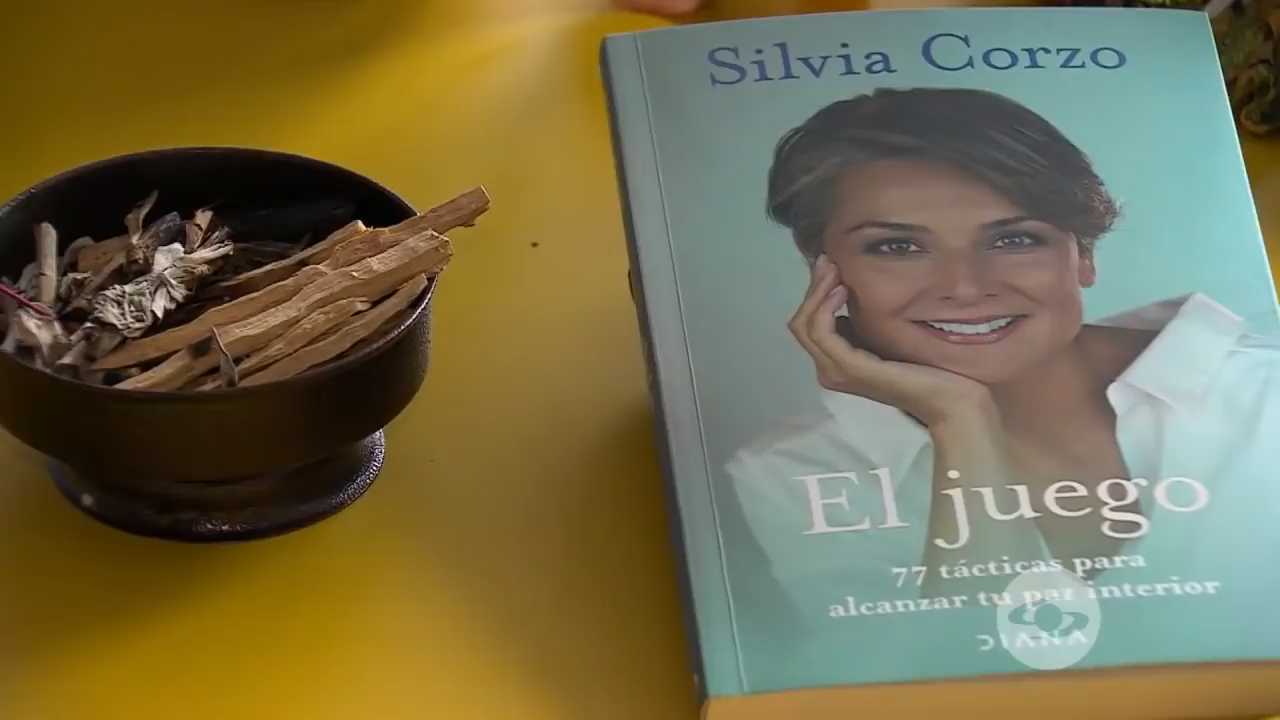 Silvia Corzo
El juego
77 tácticas para
alcanzar tu paz interior
DIANA